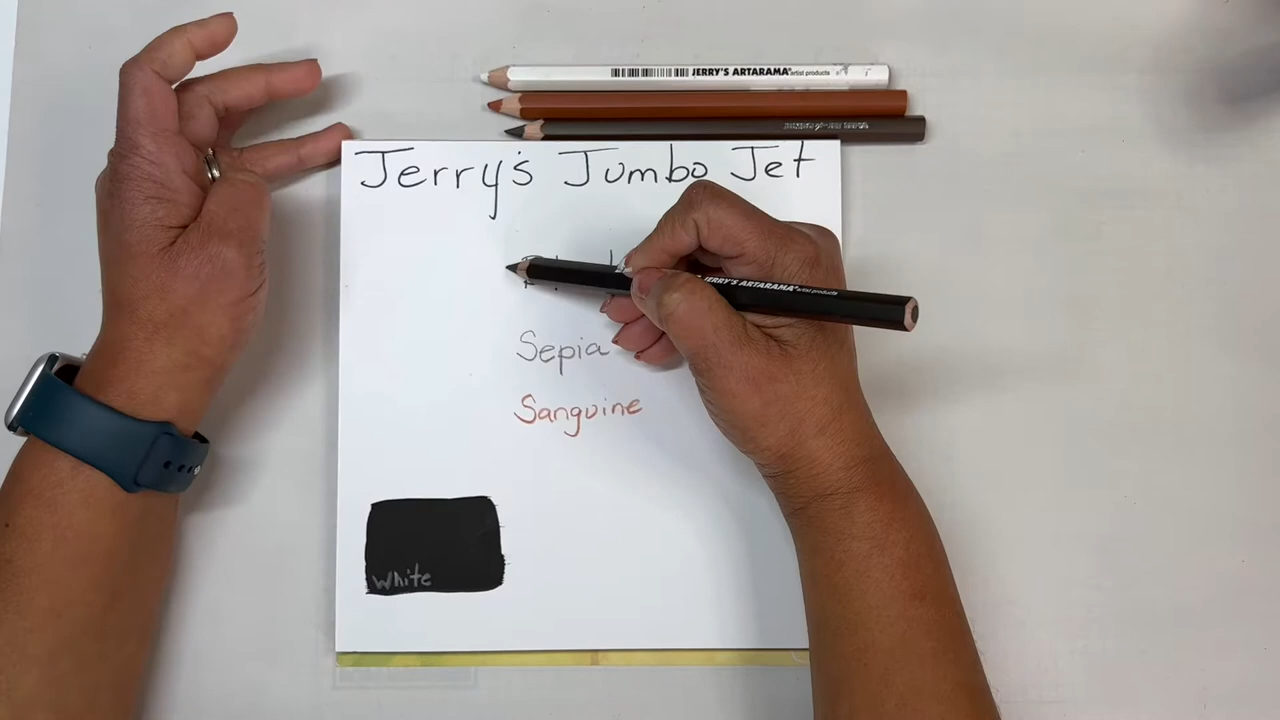 JERRY'S ARTARAMA® artist products
Jerry's Jumbo Jet
JERRY'S ARTARAMA® artist products
Sepia
Sanguine
White